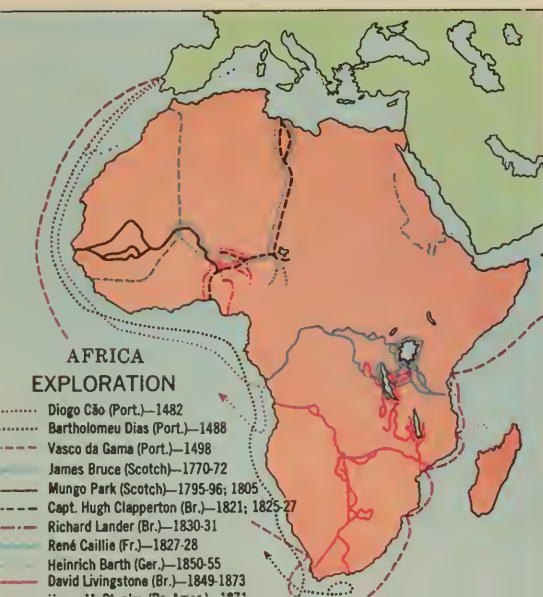 AFRICA
EXPLORATION
Diogo Cão (Port.)—1482
Bartholomeu Dias (Port.)—1488
Vasco da Gama (Port.)—1498
James Bruce (Scotch)—1770-72
Mungo Park (Scotch)—1795-96; 1805
Capt. Hugh Clapperton (Br.)—1821; 1825-27
Richard Lander (Br.)—1830-31
René Caillie (Fr.)—1827-28
Heinrich Barth (Ger.)—1850-55
David Livingstone (Br.)—1849-1873